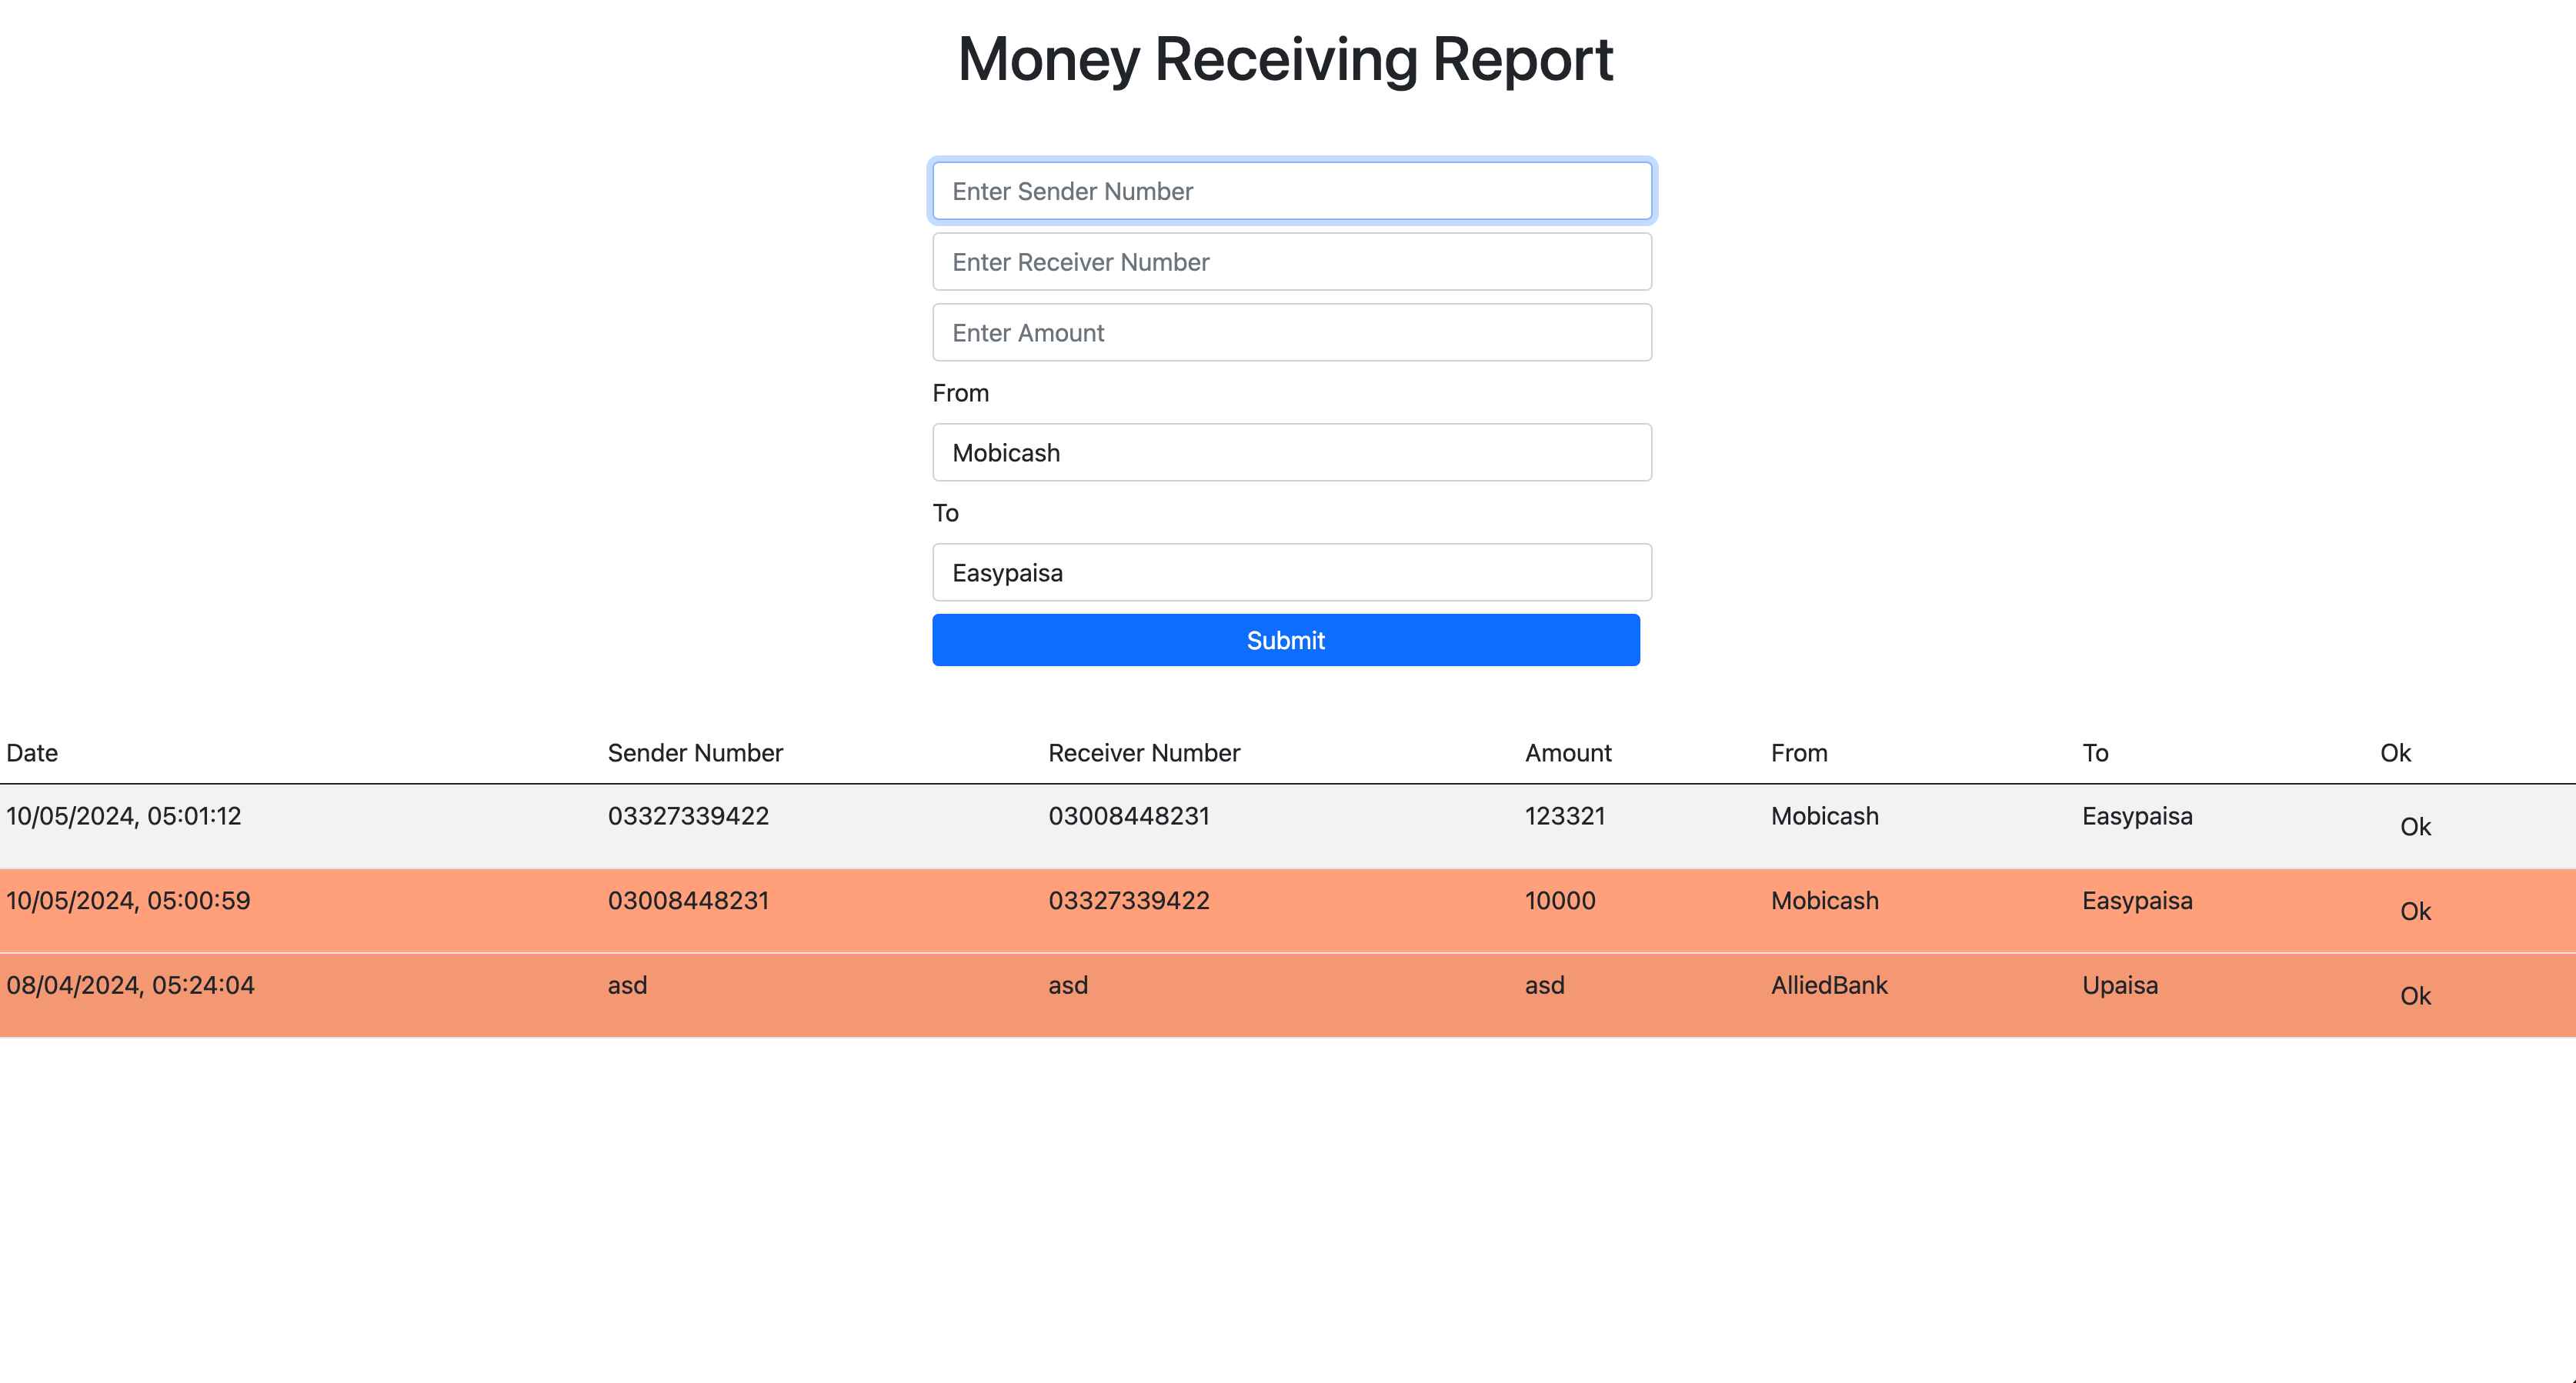 Money Receiving Report
Enter Sender Number
Enter Receiver Number
Enter Amount
From
Mobicash
To
Easypaisa
Submit
Date Sender Number Receiver Number Amount From To Ok
10/05/2024, 05:01:12 03327339422 03008448231 123321 Mobicash Easypaisa Ok
10/05/2024, 05:00:59 03008448231 03327339422 10000 Mobicash Easypaisa Ok
08/04/2024, 05:24:04 asd asd asd AlliedBank Upaisa Ok